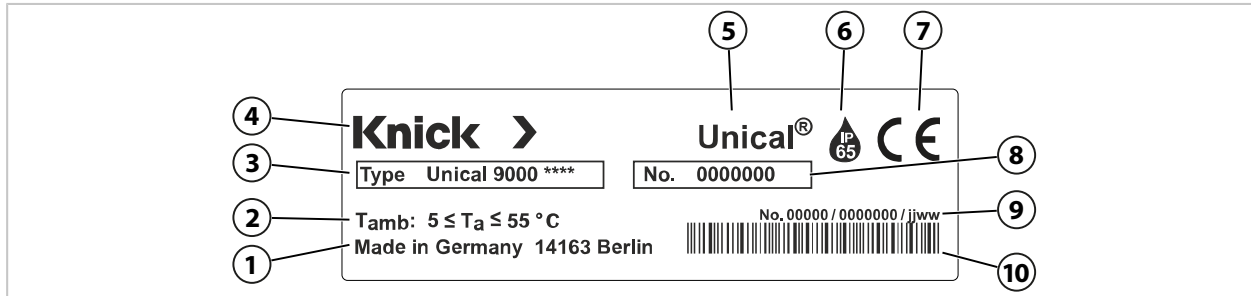 5 6 7
4 Knick Unical® IP 65 CE
3 Type Unical 9000 **** No. 0000000 8
2 Tamb: 5 ≤ Ta ≤ 55 °C No. 00000 / 0000000 / jjww 9
1 Made in Germany 14163 Berlin 10